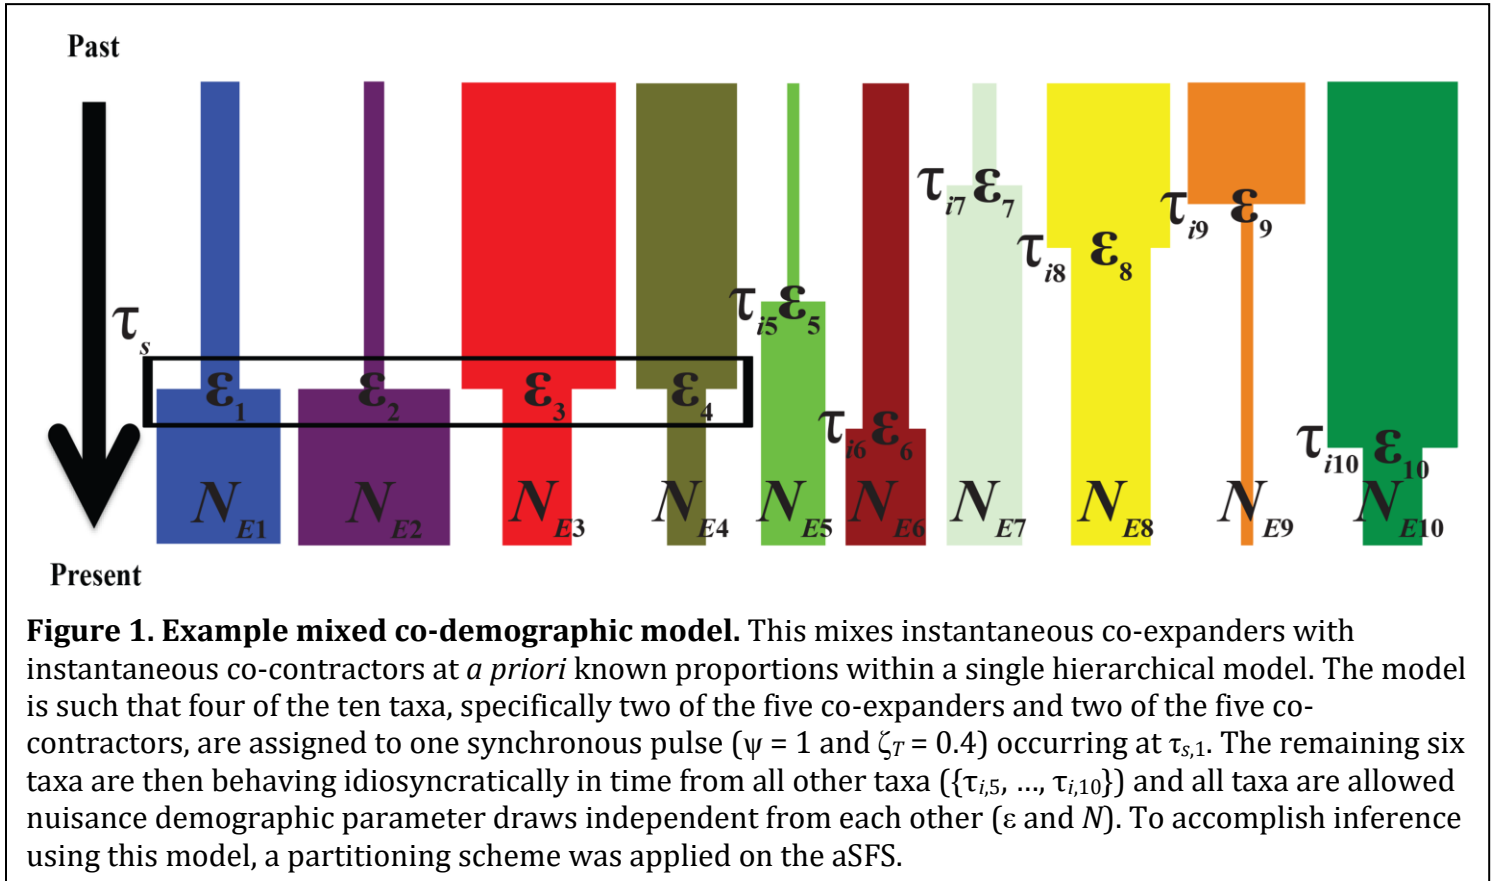 Past
τi7 ε7
τi9 ε9
τi8 ε8
τs
τi5 ε5
ε1 ε2 ε3 ε4
τi6 ε6
τi10 ε10
NE1 NE2 NE3 NE4 NE5 NE6 NE7 NE8 NE9 NE10
Present
Figure 1. Example mixed co-demographic model. This mixes instantaneous co-expanders with
instantaneous co-contractors at a priori known proportions within a single hierarchical model. The model
is such that four of the ten taxa, specifically two of the five co-expanders and two of the five co-
contractors, are assigned to one synchronous pulse (ψ = 1 and ζT = 0.4) occurring at τs,1. The remaining six
taxa are then behaving idiosyncratically in time from all other taxa ({τi,5, ..., τi,10}) and all taxa are allowed
nuisance demographic parameter draws independent from each other (ε and N). To accomplish inference
using this model, a partitioning scheme was applied on the aSFS.